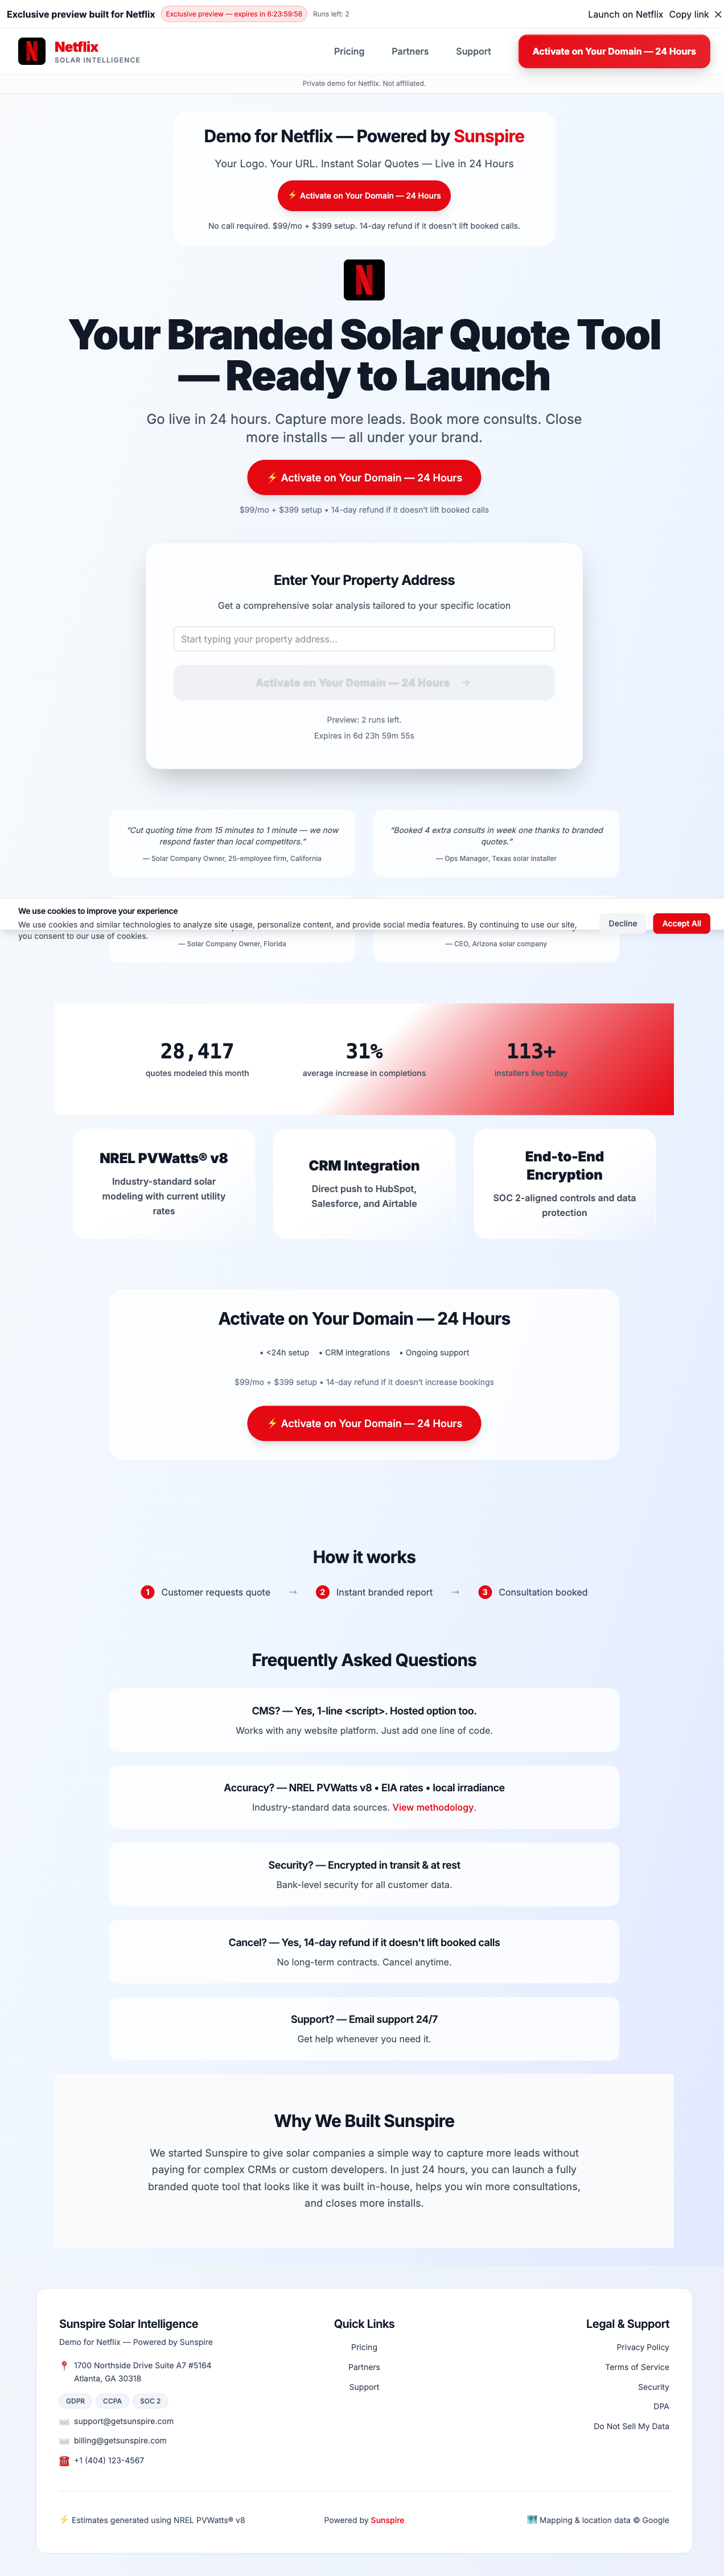 Exclusive preview built for Netflix
Exclusive preview — expires in 6:23:59:56
Runs left: 2
Launch on Netflix
Copy link
×
N
Netflix
SOLAR INTELLIGENCE
Pricing
Partners
Support
Activate on Your Domain — 24 Hours
Private demo for Netflix. Not affiliated.
Demo for Netflix — Powered by Sunspire
Your Logo. Your URL. Instant Solar Quotes — Live in 24 Hours
⚡ Activate on Your Domain — 24 Hours
No call required. $99/mo + $399 setup. 14-day refund if it doesn't lift booked calls.
N
Your Branded Solar Quote Tool
— Ready to Launch
Go live in 24 hours. Capture more leads. Book more consults. Close
more installs — all under your brand.
⚡ Activate on Your Domain — 24 Hours
$99/mo + $399 setup • 14-day refund if it doesn't lift booked calls
Enter Your Property Address
Get a comprehensive solar analysis tailored to your specific location
Start typing your property address...
Activate on Your Domain — 24 Hours →
Preview: 2 runs left.
Expires in 6d 23h 59m 55s
"Cut quoting time from 15 minutes to 1 minute — we now
respond faster than local competitors."
— Solar Company Owner, 25-employee firm, California
"Booked 4 extra consults in week one thanks to branded
quotes."
— Ops Manager, Texas solar installer
We use cookies to improve your experience
We use cookies and similar technologies to analyze site usage, personalize content, and provide social media features. By continuing to use our site,
you consent to our use of cookies.
Decline
Accept All
— Solar Company Owner, Florida
— CEO, Arizona solar company
28,417
quotes modeled this month
31%
average increase in completions
113+
installers live today
NREL PVWatts® v8
Industry-standard solar
modeling with current utility
rates
CRM Integration
Direct push to HubSpot,
Salesforce, and Airtable
End-to-End
Encryption
SOC 2-aligned controls and data
protection
Activate on Your Domain — 24 Hours
• <24h setup • CRM integrations • Ongoing support
$99/mo + $399 setup • 14-day refund if it doesn't increase bookings
⚡ Activate on Your Domain — 24 Hours
How it works
1 Customer requests quote → 2 Instant branded report → 3 Consultation booked
Frequently Asked Questions
CMS? — Yes, 1-line <script>. Hosted option too.
Works with any website platform. Just add one line of code.
Accuracy? — NREL PVWatts v8 • EIA rates • local irradiance
Industry-standard data sources. View methodology.
Security? — Encrypted in transit & at rest
Bank-level security for all customer data.
Cancel? — Yes, 14-day refund if it doesn't lift booked calls
No long-term contracts. Cancel anytime.
Support? — Email support 24/7
Get help whenever you need it.
Why We Built Sunspire
We started Sunspire to give solar companies a simple way to capture more leads without
paying for complex CRMs or custom developers. In just 24 hours, you can launch a fully
branded quote tool that looks like it was built in-house, helps you win more consultations,
and closes more installs.
Sunspire Solar Intelligence
Demo for Netflix — Powered by Sunspire
1700 Northside Drive Suite A7 #5164
Atlanta, GA 30318
GDPR
CCPA
SOC 2
support@getsunspire.com
billing@getsunspire.com
+1 (404) 123-4567
Quick Links
Pricing
Partners
Support
Legal & Support
Privacy Policy
Terms of Service
Security
DPA
Do Not Sell My Data
⚡ Estimates generated using NREL PVWatts® v8
Powered by Sunspire
Mapping & location data © Google